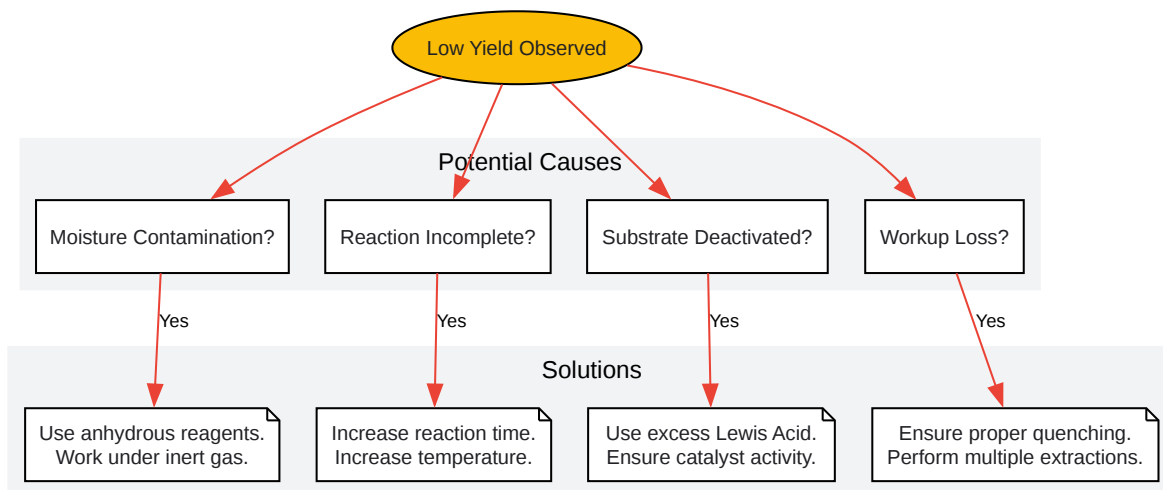 Low Yield Observed
Potential Causes
Moisture Contamination?
Reaction Incomplete?
Substrate Deactivated?
Workup Loss?
Yes
Yes
Yes
Yes
Solutions
Use anhydrous reagents.
Work under inert gas.
Increase reaction time.
Increase temperature.
Use excess Lewis Acid.
Ensure catalyst activity.
Ensure proper quenching.
Perform multiple extractions.